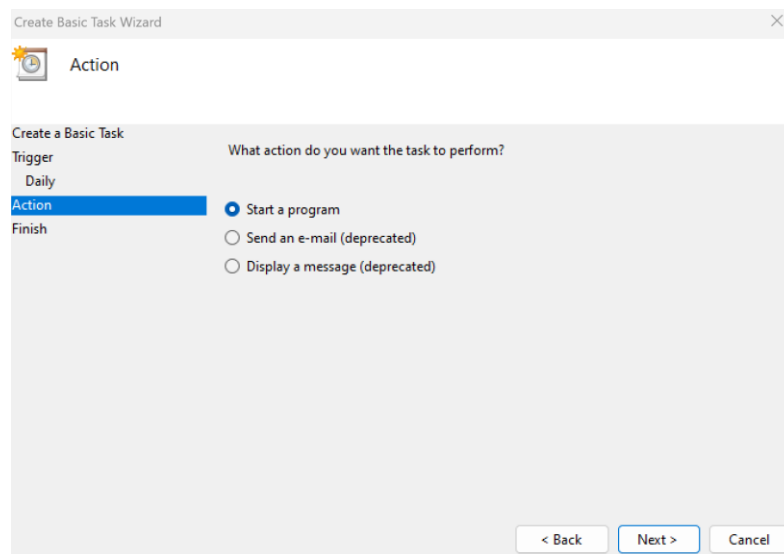 Create Basic Task Wizard
Action
Create a Basic Task
Trigger
Daily
Action
Finish
What action do you want the task to perform?
Start a program
Send an e-mail (deprecated)
Display a message (deprecated)
< Back
Next >
Cancel